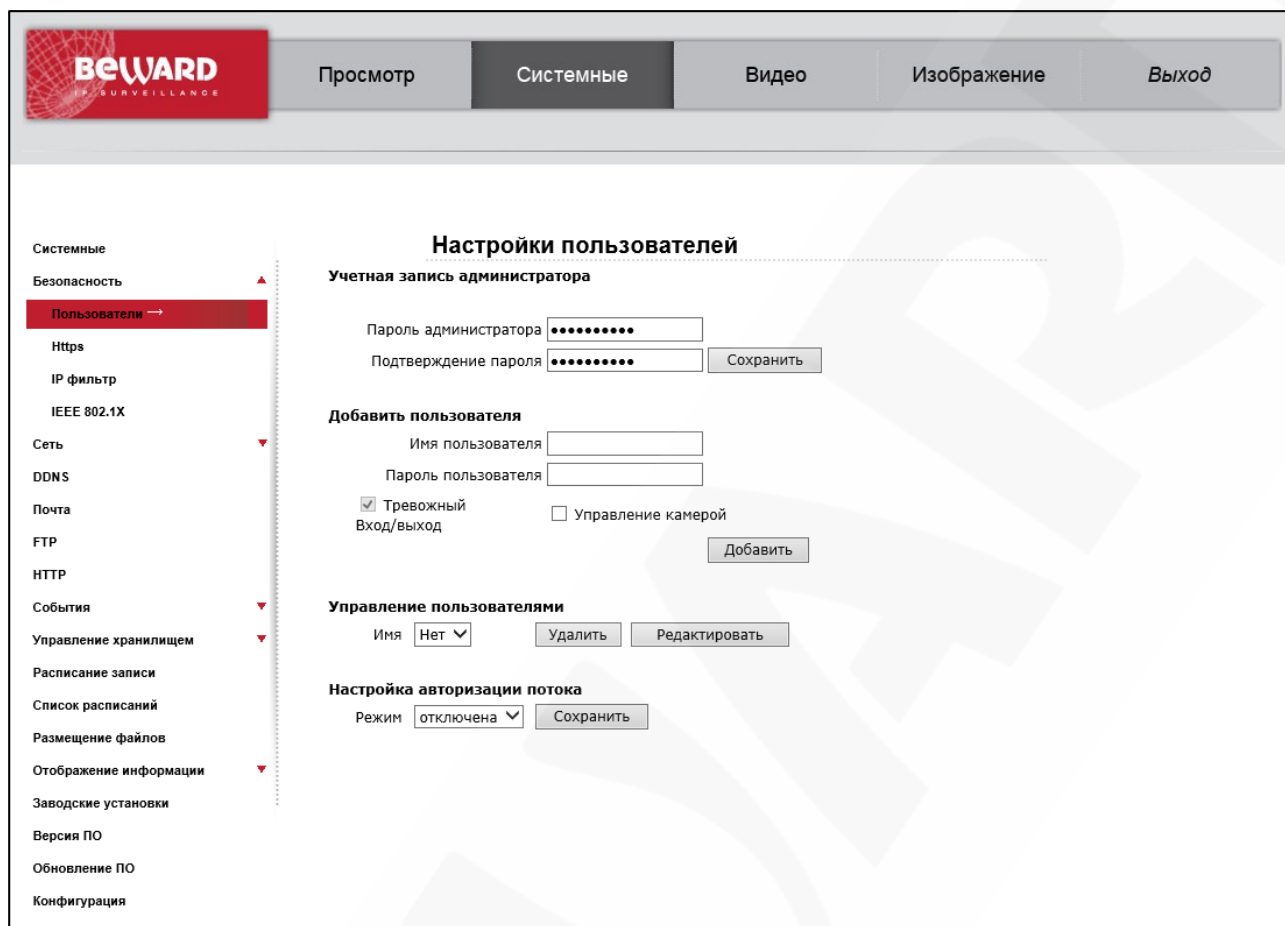 BEWARD
IP SURVEILLANCE
Просмотр
Системные
Видео
Изображение
Выход
Системные
Безопасность
Пользователи →
Https
IP фильтр
IEEE 802.1X
Сеть
DDNS
Почта
FTP
HTTP
События
Управление хранилищем
Расписание записи
Список расписаний
Размещение файлов
Отображение информации
Заводские установки
Версия ПО
Обновление ПО
Конфигурация
Настройки пользователей
Учетная запись администратора
Пароль администратора ●●●●●●●●●●
Подтверждение пароля ●●●●●●●●●● Сохранить
Добавить пользователя
Имя пользователя
Пароль пользователя
Тревожный
Вход/выход
Управление камерой
Добавить
Управление пользователями
Имя Нет Удалить Редактировать
Настройка авторизации потока
Режим отключена Сохранить